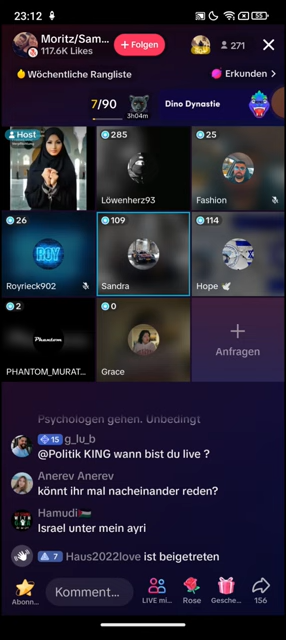 23:12
55
Moritz/Sam...
117.6K Likes
+ Folgen
271
Wöchentliche Rangliste
Erkunden >
7/90
3h04m
Dino Dynastie
Host
285
Löwenherz93
25
Fashion
26
ROY
Royrieck902
109
Sandra
114
Hope 🕊
2
Phantom
PHANTOM_MURAT...
0
Grace
+
Anfragen
Psychologen gehen. Unbedingt
15 g_lu_b
@Politik KING wann bist du live ?
Anerev Anerev
könnt ihr mal nacheinander reden?
Hamudi🇵🇸
Israel unter mein ayri
7 Haus2022love ist beigetreten
Abonn...
Komment...
LIVE mi...
Rose
Gesche...
156